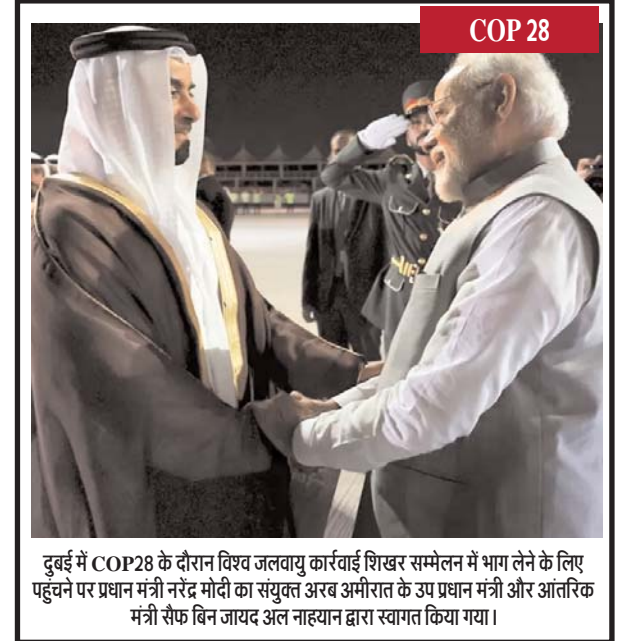 COP 28
दुबई में COP28 के दौरान विश्व जलवायु कार्रवाई शिखर सम्मेलन में भाग लेने के लिए
पहुंचने पर प्रधान मंत्री नरेंद्र मोदी का संयुक्त अरब अमीरात के उप प्रधान मंत्री और आंतरिक
मंत्री सैफ बिन जायद अल नाहयान द्वारा स्वागत किया गया।